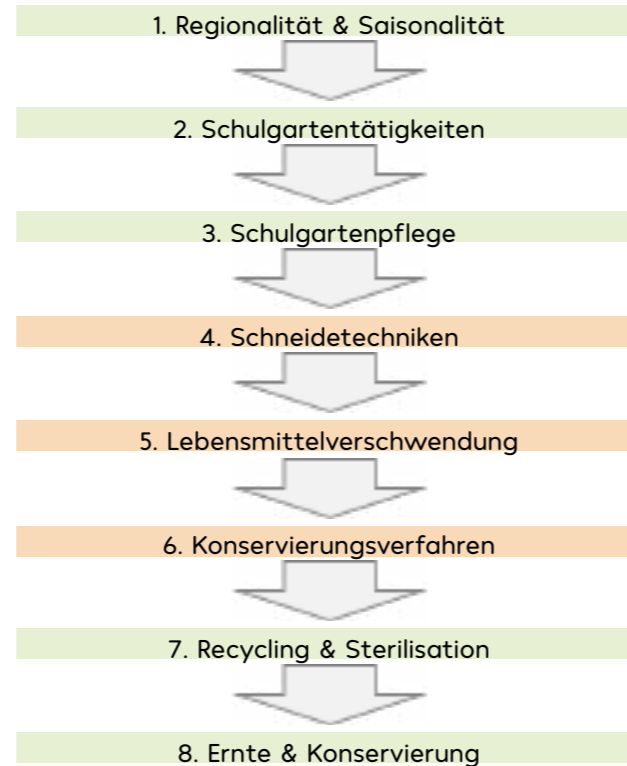 1. Regionalität & Saisonalität
2. Schulgartentätigkeiten
3. Schulgartenpflege
4. Schneidetechniken
5. Lebensmittelverschwendung
6. Konservierungsverfahren
7. Recycling & Sterilisation
8. Ernte & Konservierung